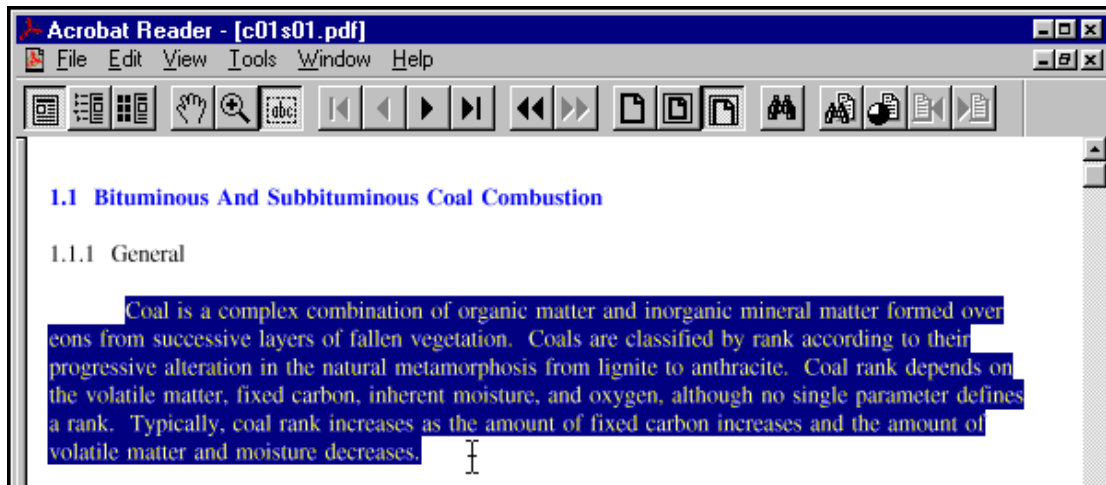 Acrobat Reader - [c01s01.pdf]
File Edit View Tools Window Help
abc
1.1 Bituminous And Subbituminous Coal Combustion
1.1.1 General
Coal is a complex combination of organic matter and inorganic mineral matter formed over
eons from successive layers of fallen vegetation. Coals are classified by rank according to their
progressive alteration in the natural metamorphosis from lignite to anthracite. Coal rank depends on
the volatile matter, fixed carbon, inherent moisture, and oxygen, although no single parameter defines
a rank. Typically, coal rank increases as the amount of fixed carbon increases and the amount of
volatile matter and moisture decreases.